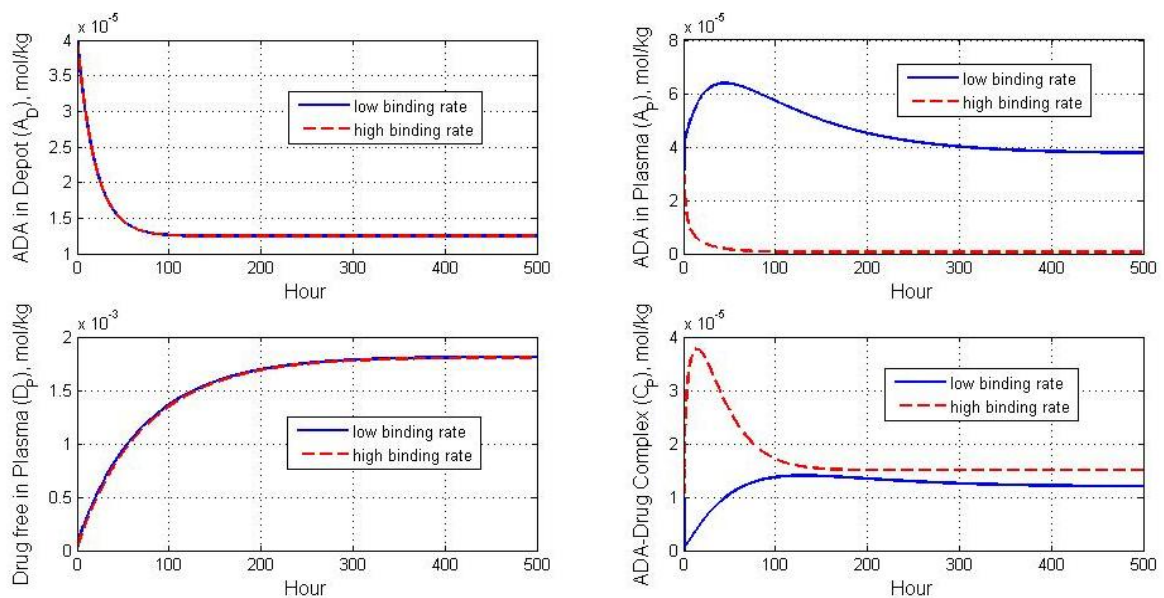 x 10⁻⁵
4
3.5
3
2.5
2
1.5
1
ADA in Depot (A_D), mol/kg
low binding rate
high binding rate
0 100 200 300 400 500
Hour
x 10⁻⁵
8
6
4
2
0
ADA in Plasma (A_P), mol/kg
low binding rate
high binding rate
0 100 200 300 400 500
Hour
x 10⁻³
2
1.5
1
0.5
0
Drug free in Plasma (D_P), mol/kg
low binding rate
high binding rate
0 100 200 300 400 500
Hour
x 10⁻⁵
4
3
2
1
0
ADA-Drug Complex (C_P), mol/kg
low binding rate
high binding rate
0 100 200 300 400 500
Hour